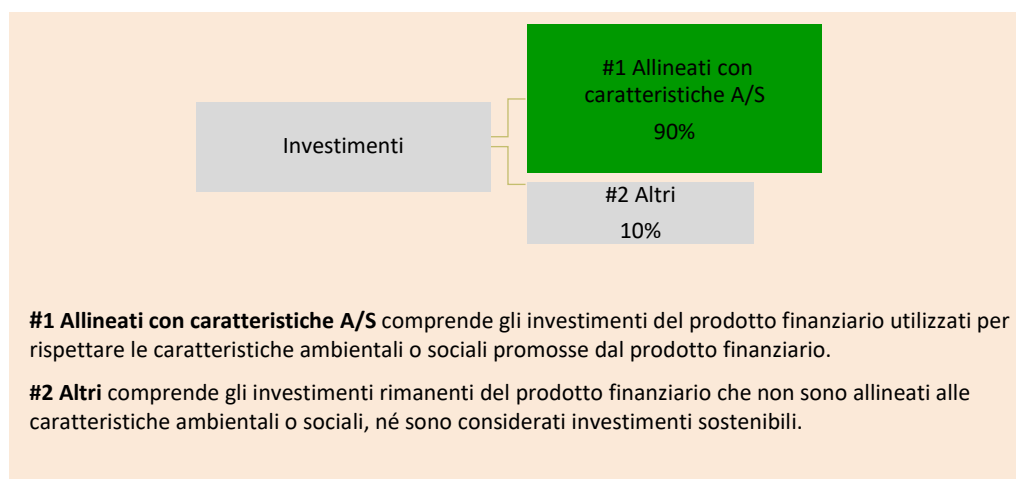 #1 Allineati con
caratteristiche A/S
90%
Investimenti
#2 Altri
10%
#1 Allineati con caratteristiche A/S comprende gli investimenti del prodotto finanziario utilizzati per
rispettare le caratteristiche ambientali o sociali promosse dal prodotto finanziario.
#2 Altri comprende gli investimenti rimanenti del prodotto finanziario che non sono allineati alle
caratteristiche ambientali o sociali, né sono considerati investimenti sostenibili.